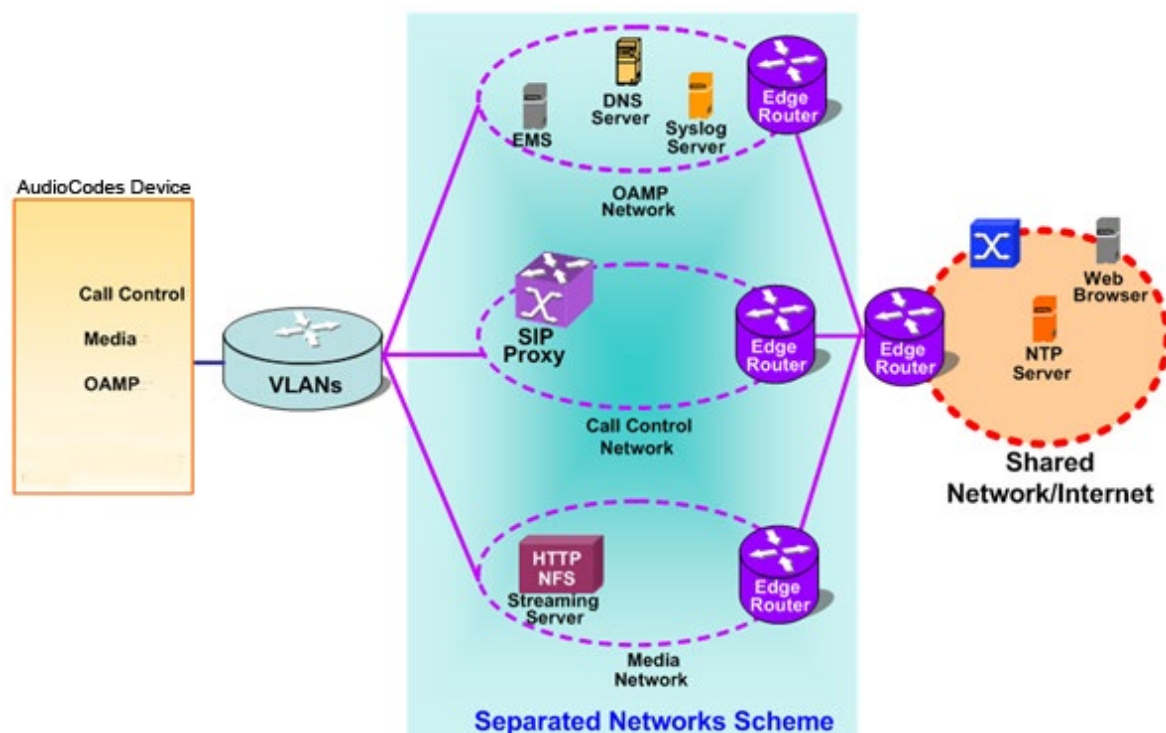 AudioCodes Device
Call Control
Media
OAMP
VLANs
EMS
DNS
Server
Syslog
Server
Edge
Router
OAMP
Network
SIP
Proxy
Edge
Router
Call Control
Network
HTTP
NFS
Streaming
Server
Edge
Router
Media
Network
Separated Networks Scheme
Edge
Router
Web
Browser
NTP
Server
Shared
Network/Internet